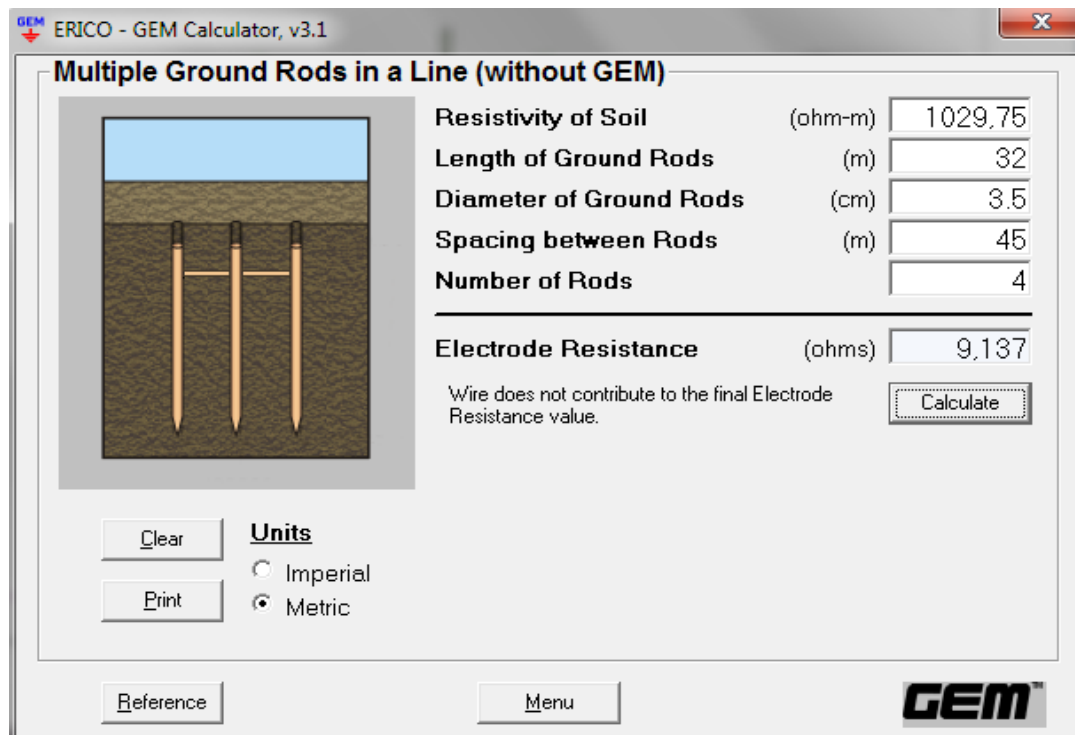 GEM ERICO - GEM Calculator, v3.1
Multiple Ground Rods in a Line (without GEM)
Resistivity of Soil (ohm-m) 1029,75
Length of Ground Rods (m) 32
Diameter of Ground Rods (cm) 3.5
Spacing between Rods (m) 45
Number of Rods 4
Electrode Resistance (ohms) 9,137
Wire does not contribute to the final Electrode
Resistance value.
Calculate
Clear
Print
Units
Imperial
Metric
Reference
Menu
GEM™